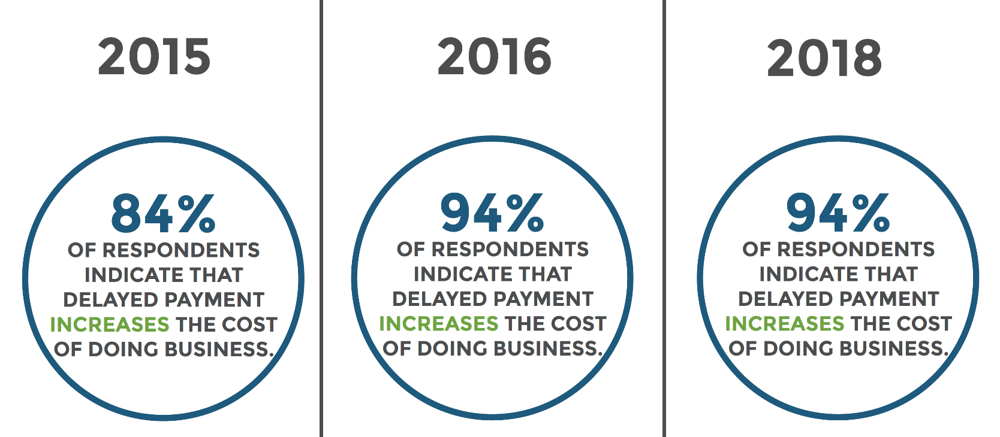 2015
84%
OF RESPONDENTS
INDICATE THAT
DELAYED PAYMENT
INCREASES THE COST
OF DOING BUSINESS.
2016
94%
OF RESPONDENTS
INDICATE THAT
DELAYED PAYMENT
INCREASES THE COST
OF DOING BUSINESS.
2018
94%
OF RESPONDENTS
INDICATE THAT
DELAYED PAYMENT
INCREASES THE COST
OF DOING BUSINESS.